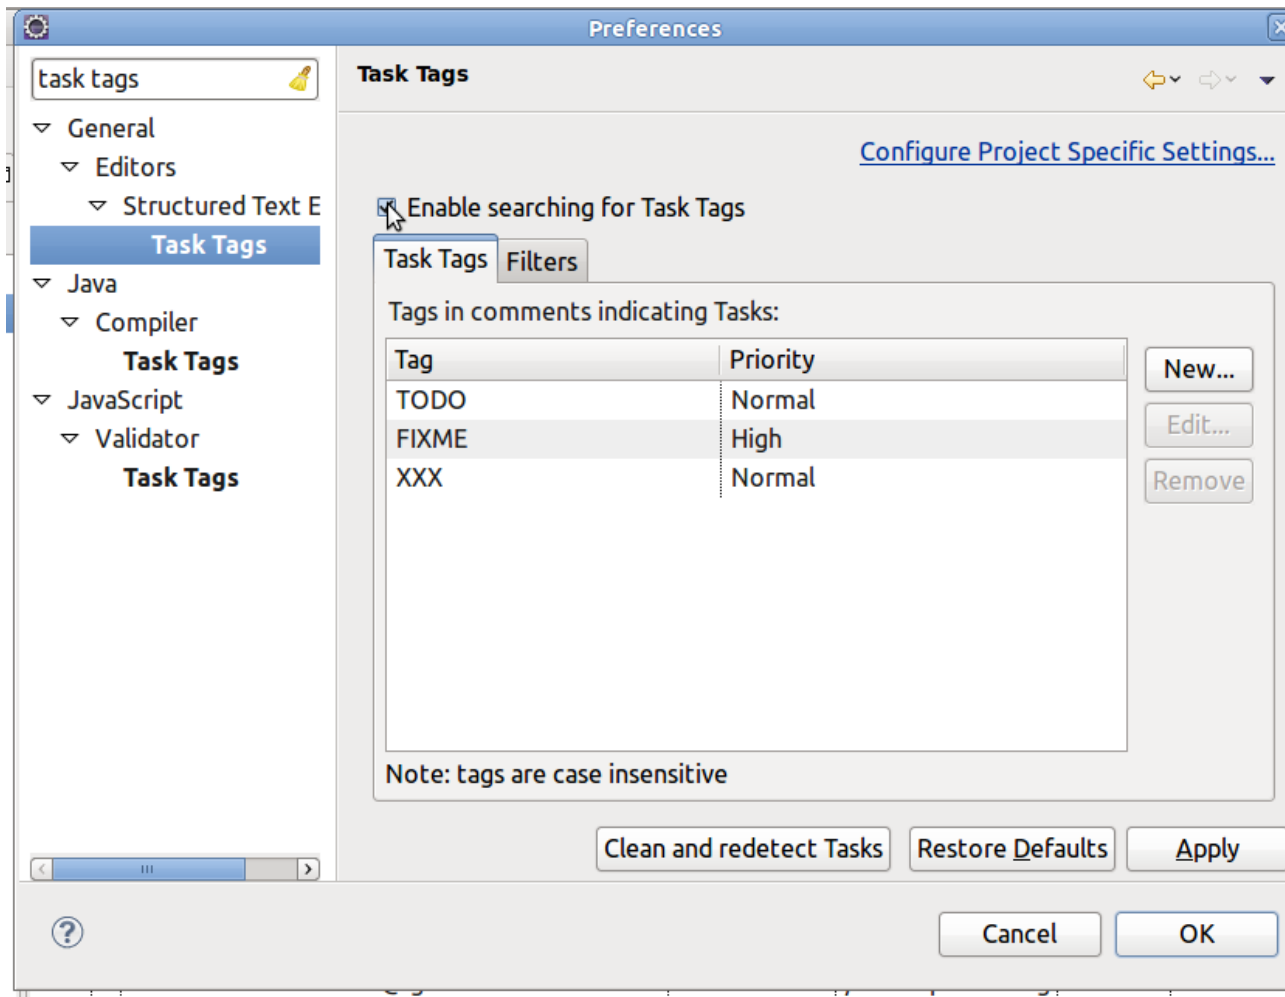 Preferences
task tags
Task Tags
General
Editors
Structured Text E
Task Tags
Java
Compiler
Task Tags
JavaScript
Validator
Task Tags
Configure Project Specific Settings...
Enable searching for Task Tags
Task Tags Filters
Tags in comments indicating Tasks:
Tag Priority
TODO Normal
FIXME High
XXX Normal
New...
Edit...
Remove
Note: tags are case insensitive
Clean and redetect Tasks Restore Defaults Apply
Cancel OK